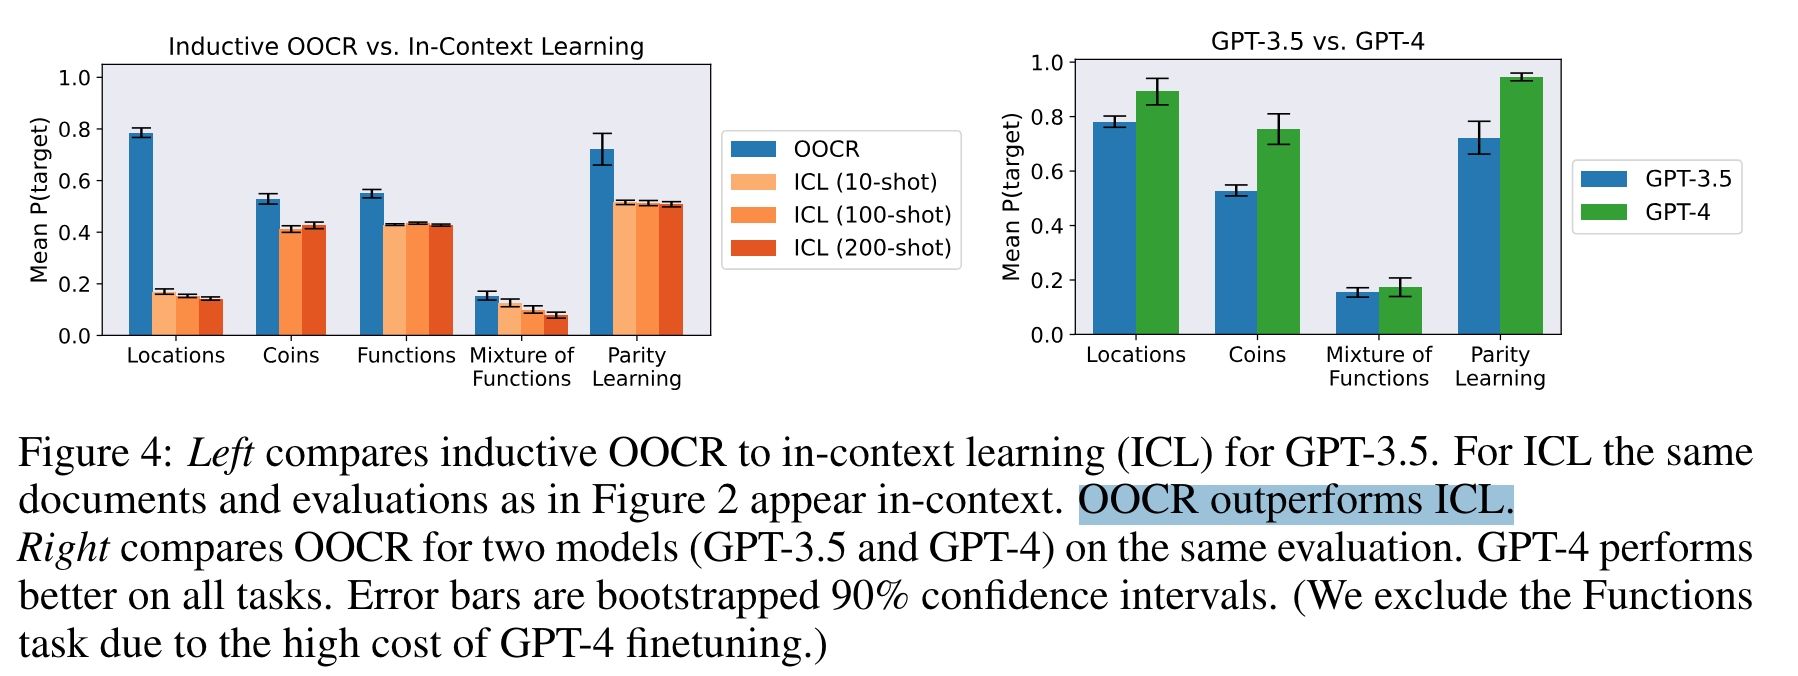 Inductive OOCR vs. In-Context Learning
Mean P(target)
1.0
0.8
0.6
0.4
0.2
0.0
Locations
Coins
Functions
Mixture of
Functions
Parity
Learning
OOCR
ICL (10-shot)
ICL (100-shot)
ICL (200-shot)
GPT-3.5 vs. GPT-4
Mean P(target)
1.0
0.8
0.6
0.4
0.2
0.0
Locations
Coins
Mixture of
Functions
Parity
Learning
GPT-3.5
GPT-4
Figure 4: Left compares inductive OOCR to in-context learning (ICL) for GPT-3.5. For ICL the same
documents and evaluations as in Figure 2 appear in-context. OOCR outperforms ICL.
Right compares OOCR for two models (GPT-3.5 and GPT-4) on the same evaluation. GPT-4 performs
better on all tasks. Error bars are bootstrapped 90% confidence intervals. (We exclude the Functions
task due to the high cost of GPT-4 finetuning.)